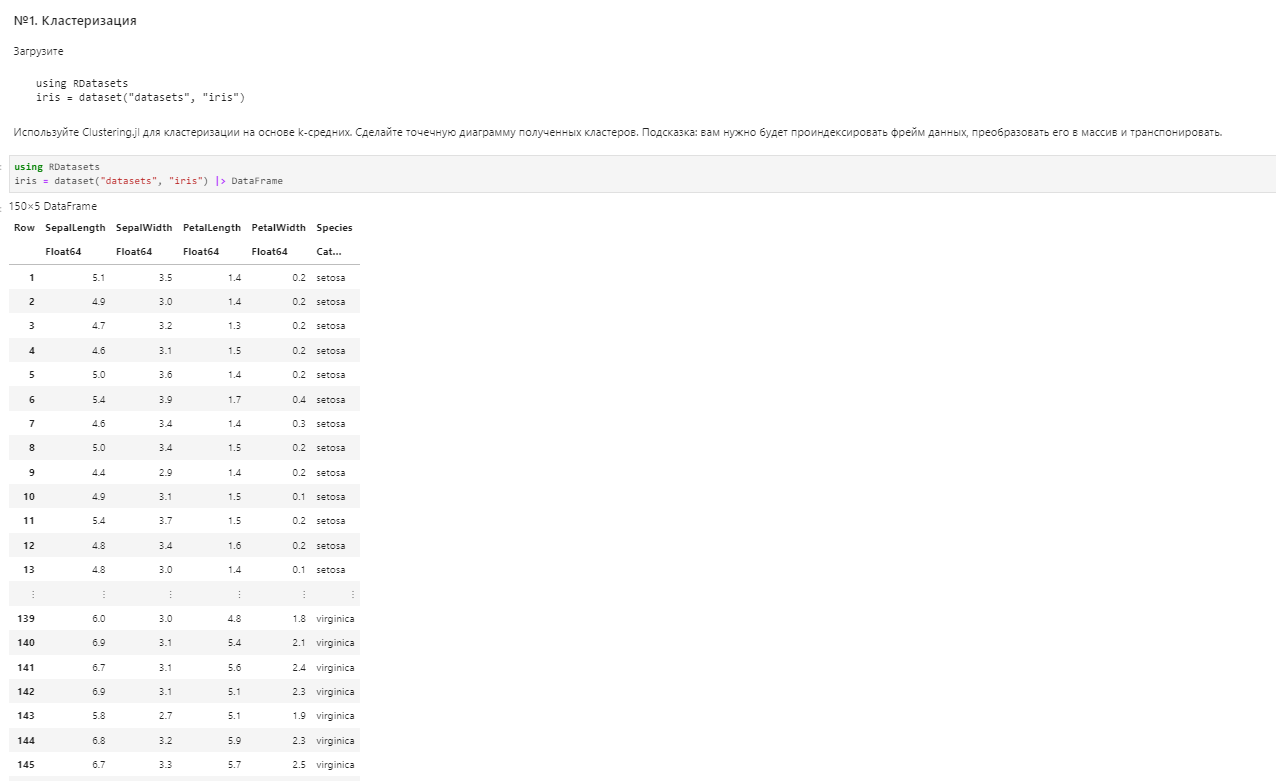 №1. Кластеризация
Загрузите
using RDatasets
iris = dataset("datasets", "iris")
Используйте Clustering.jl для кластеризации на основе k-средних. Сделайте точечную диаграмму полученных кластеров. Подсказка: вам нужно будет проиндексировать фрейм данных, преобразовать его в массив и транспонировать.
using RDatasets
iris = dataset("datasets", "iris") |> DataFrame
150×5 DataFrame
Row SepalLength SepalWidth PetalLength PetalWidth Species
Float64 Float64 Float64 Float64 Cat…
1 5.1 3.5 1.4 0.2 setosa
2 4.9 3.0 1.4 0.2 setosa
3 4.7 3.2 1.3 0.2 setosa
4 4.6 3.1 1.5 0.2 setosa
5 5.0 3.6 1.4 0.2 setosa
6 5.4 3.9 1.7 0.4 setosa
7 4.6 3.4 1.4 0.3 setosa
8 5.0 3.4 1.5 0.2 setosa
9 4.4 2.9 1.4 0.2 setosa
10 4.9 3.1 1.5 0.1 setosa
11 5.4 3.7 1.5 0.2 setosa
12 4.8 3.4 1.6 0.2 setosa
13 4.8 3.0 1.4 0.1 setosa
⋮ ⋮ ⋮ ⋮ ⋮ ⋮
139 6.0 3.0 4.8 1.8 virginica
140 6.9 3.1 5.4 2.1 virginica
141 6.7 3.1 5.6 2.4 virginica
142 6.9 3.1 5.1 2.3 virginica
143 5.8 2.7 5.1 1.9 virginica
144 6.8 3.2 5.9 2.3 virginica
145 6.7 3.3 5.7 2.5 virginica